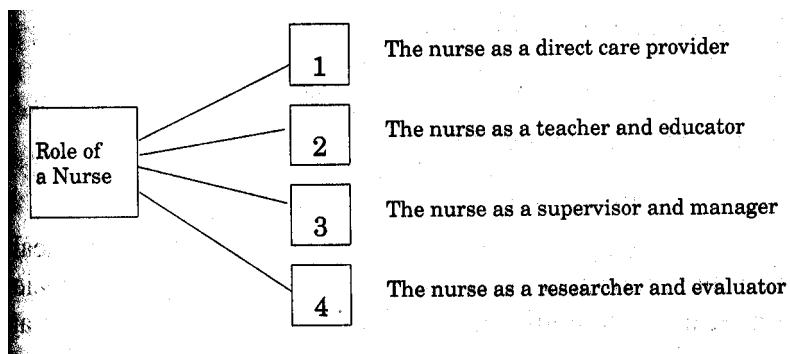 1 The nurse as a direct care provider
2 The nurse as a teacher and educator
Role of
a Nurse
3 The nurse as a supervisor and manager
4 The nurse as a researcher and evaluator